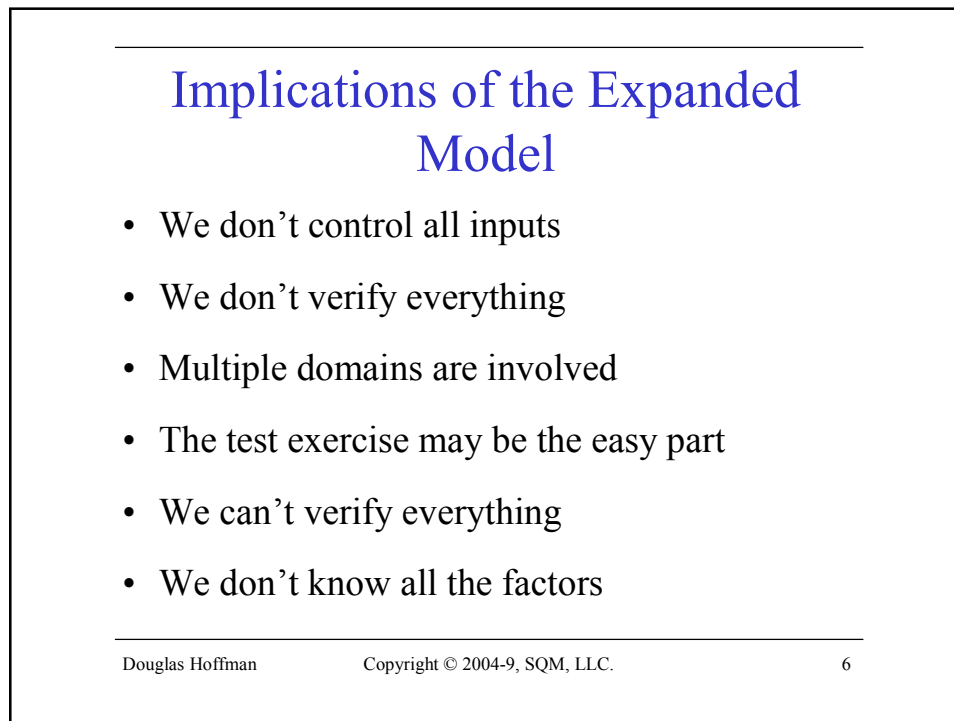 Implications of the Expanded
Model
• We don’t control all inputs
• We don’t verify everything
• Multiple domains are involved
• The test exercise may be the easy part
• We can’t verify everything
• We don’t know all the factors
Douglas Hoffman Copyright © 2004-9, SQM, LLC. 6